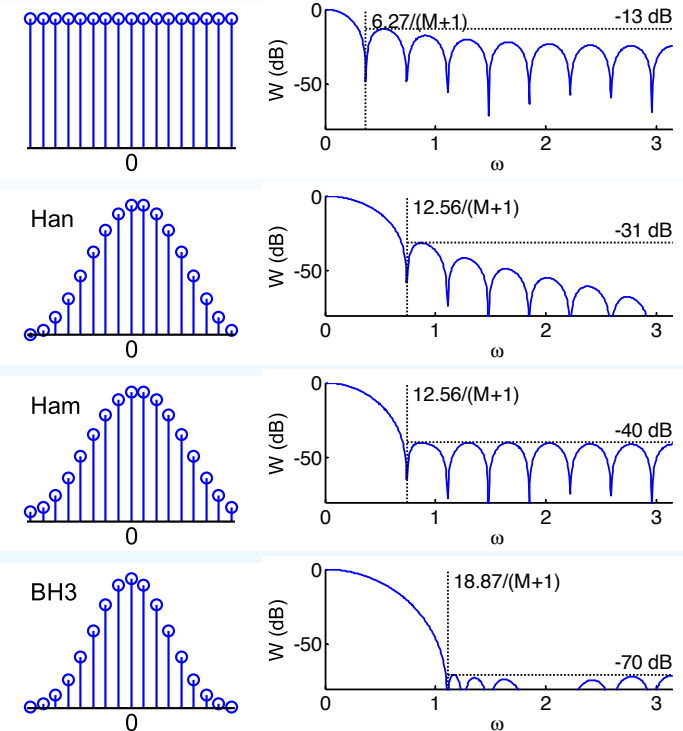 0
6.27/(M+1)
-13 dB
W (dB)
0
-50
0 1 2 3
ω
Han
0
12.56/(M+1)
-31 dB
W (dB)
0
-50
0 1 2 3
ω
Ham
0
12.56/(M+1)
-40 dB
W (dB)
0
-50
0 1 2 3
ω
BH3
0
18.87/(M+1)
-70 dB
W (dB)
0
-50
0 1 2 3
ω